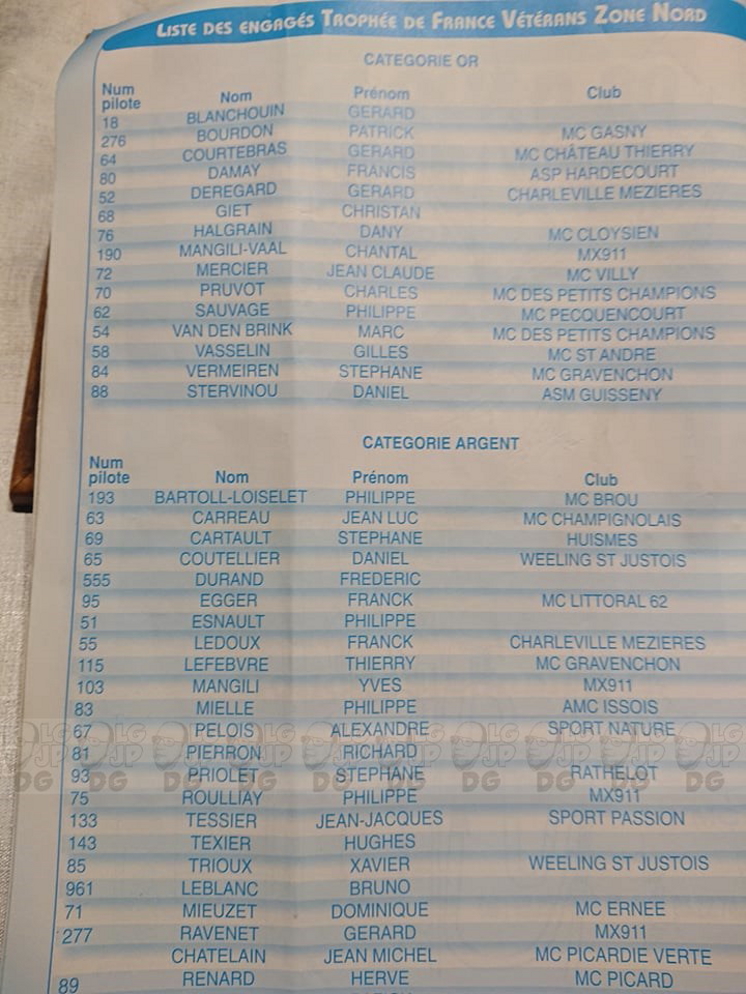 LISTE DES ENGAGÉS TROPHÉE DE FRANCE VÉTÉRANS ZONE NORD
CATEGORIE OR
Num pilote Nom Prénom Club
18 BLANCHOUIN GERARD
276 BOURDON PATRICK MC GASNY
64 COURTEBRAS GERARD MC CHÂTEAU THIERRY
80 DAMAY FRANCIS ASP HARDECOURT
52 DEREGARD GERARD CHARLEVILLE MEZIERES
68 GIET CHRISTAN
76 HALGRAIN DANY MC CLOYSIEN
190 MANGILI-VAAL CHANTAL MX911
72 MERCIER JEAN CLAUDE MC VILLY
70 PRUVOT CHARLES MC DES PETITS CHAMPIONS
62 SAUVAGE PHILIPPE MC PECQUENCOURT
54 VAN DEN BRINK MARC MC DES PETITS CHAMPIONS
58 VASSELIN GILLES MC ST ANDRE
84 VERMEIREN STEPHANE MC GRAVENCHON
88 STERVINOU DANIEL ASM GUISSENY
CATEGORIE ARGENT
Num pilote Nom Prénom Club
193 BARTOLL-LOISELET PHILIPPE MC BROU
63 CARREAU JEAN LUC MC CHAMPIGNOLAIS
69 CARTAULT STEPHANE HUISMES
65 COUTELLIER DANIEL WEELING ST JUSTOIS
555 DURAND FREDERIC
95 EGGER FRANCK MC LITTORAL 62
51 ESNAULT PHILIPPE
55 LEDOUX FRANCK CHARLEVILLE MEZIERES
115 LEFEBVRE THIERRY MC GRAVENCHON
103 MANGILI YVES MX911
83 MIELLE PHILIPPE AMC ISSOIS
67 PELOIS ALEXANDRE SPORT NATURE
81 PIERRON RICHARD
93 PRIOLET STEPHANE RATHELOT
75 ROULLIAY PHILIPPE MX911
133 TESSIER JEAN-JACQUES SPORT PASSION
143 TEXIER HUGHES
85 TRIOUX XAVIER WEELING ST JUSTOIS
961 LEBLANC BRUNO
71 MIEUZET DOMINIQUE MC ERNEE
277 RAVENET GERARD MX911
CHATELAIN JEAN MICHEL MC PICARDIE VERTE
89 RENARD HERVE MC PICARD